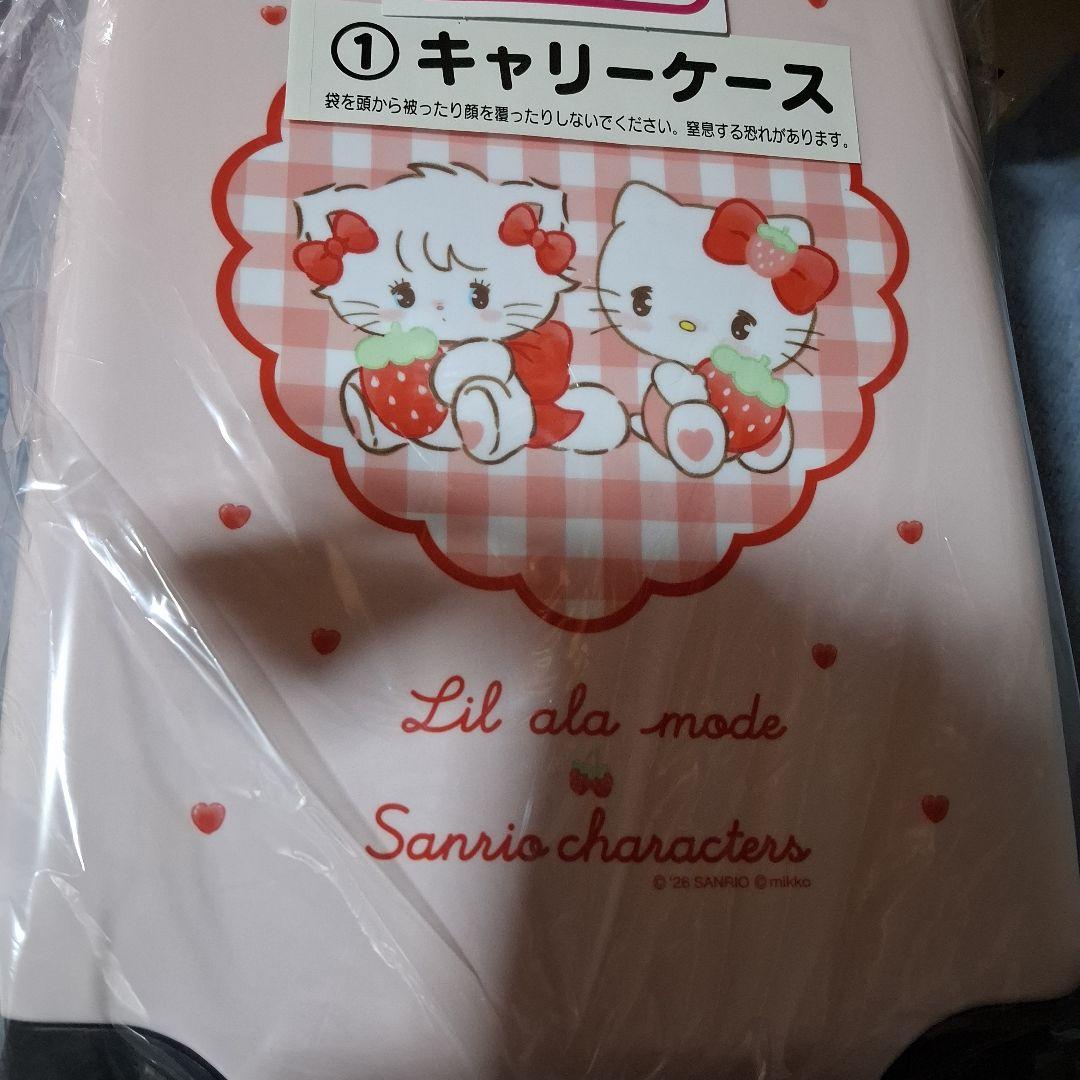 ① キャリーケース
袋を頭から被ったり顔を覆ったりしないでください。窒息する恐れがあります。
Lil ala mode
Sanrio characters
© '26 SANRIO © mikko